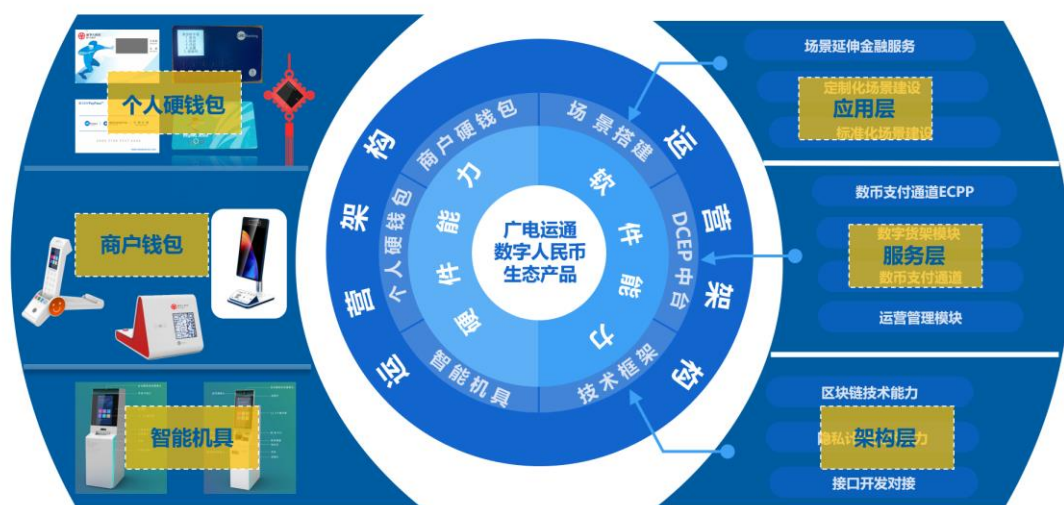 个人硬钱包
商户钱包
智能机具
运营架构
运营架构
硬件能力
软件能力
商户硬钱包
个人硬钱包
智能机具
场景搭建
DCEP中台
技术框架
广电运通
数字人民币
生态产品
场景延伸金融服务
定制化场景建设
应用层
标准化场景建设
数币支付通道ECPP
数字货架模块
服务层
数币支付通道
运营管理模块
区块链技术能力
架构层
接口开发对接